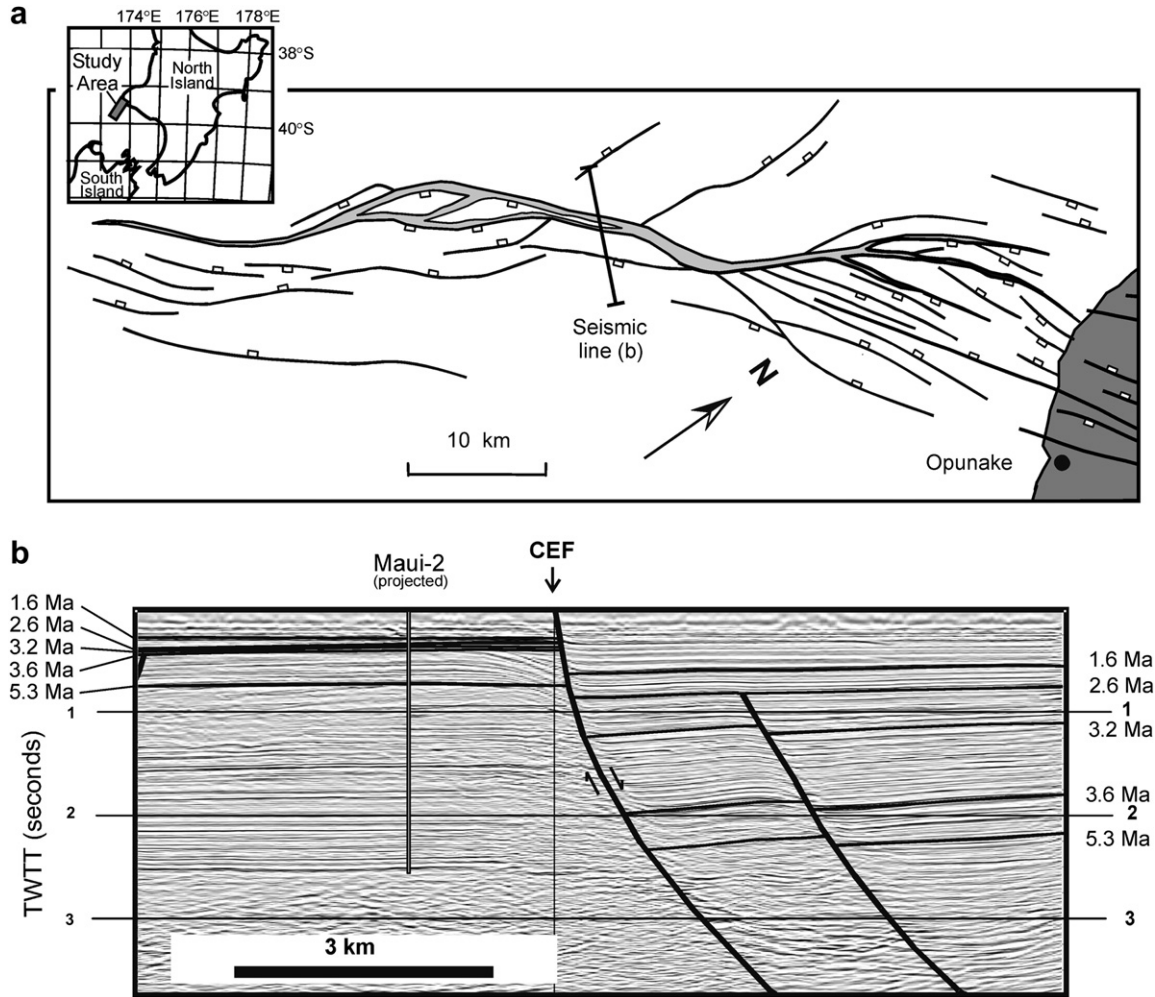 a
174°E 176°E 178°E
38°S
40°S
Study
Area
North
Island
South
Island
Seismic
line (b)
N
10 km
Opunake
b
Maui-2
(projected)
CEF
1.6 Ma
2.6 Ma
3.2 Ma
3.6 Ma
5.3 Ma
1
2
3
TWTT (seconds)
1.6 Ma
2.6 Ma
1
3.2 Ma
3.6 Ma
2
5.3 Ma
3
3 km